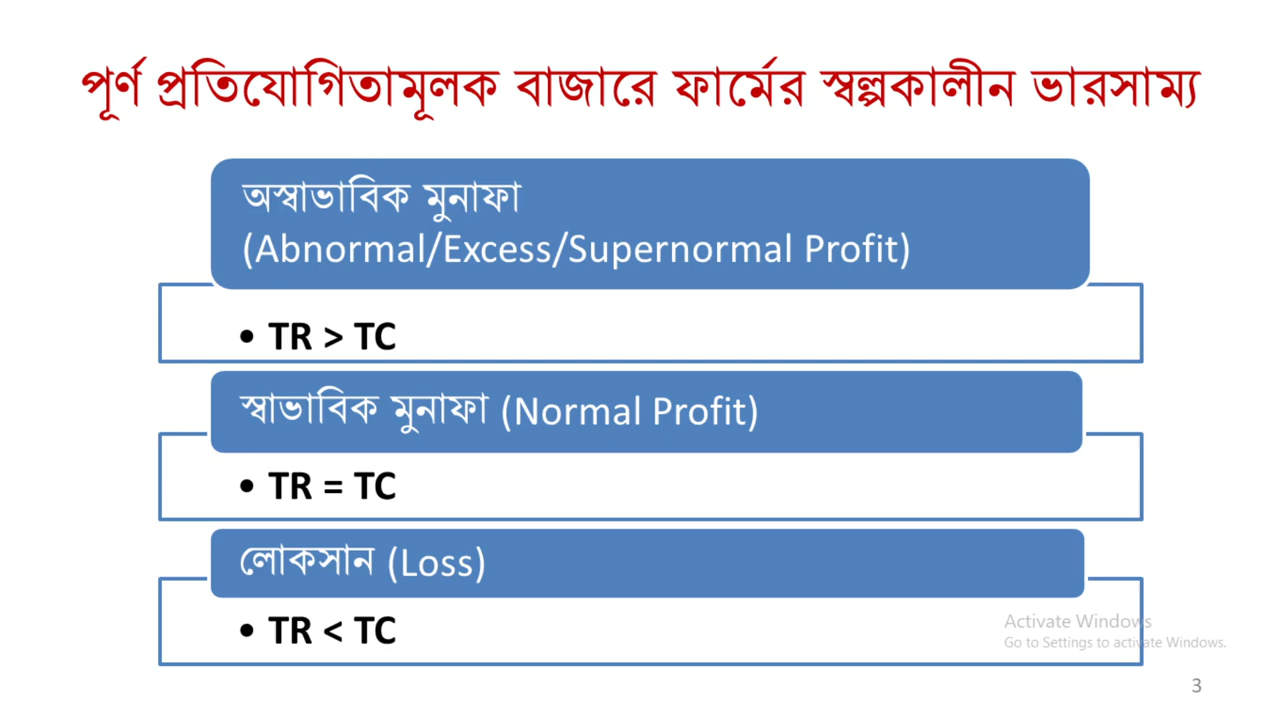 পূর্ণ প্রতিযোগিতামূলক বাজারে ফার্মের স্বল্পকালীন ভারসাম্য
অস্বাভাবিক মুনাফা
(Abnormal/Excess/Supernormal Profit)
• TR > TC
স্বাভাবিক মুনাফা (Normal Profit)
• TR = TC
লোকসান (Loss)
• TR < TC
Activate Windows
Go to Settings to activate Windows.
3